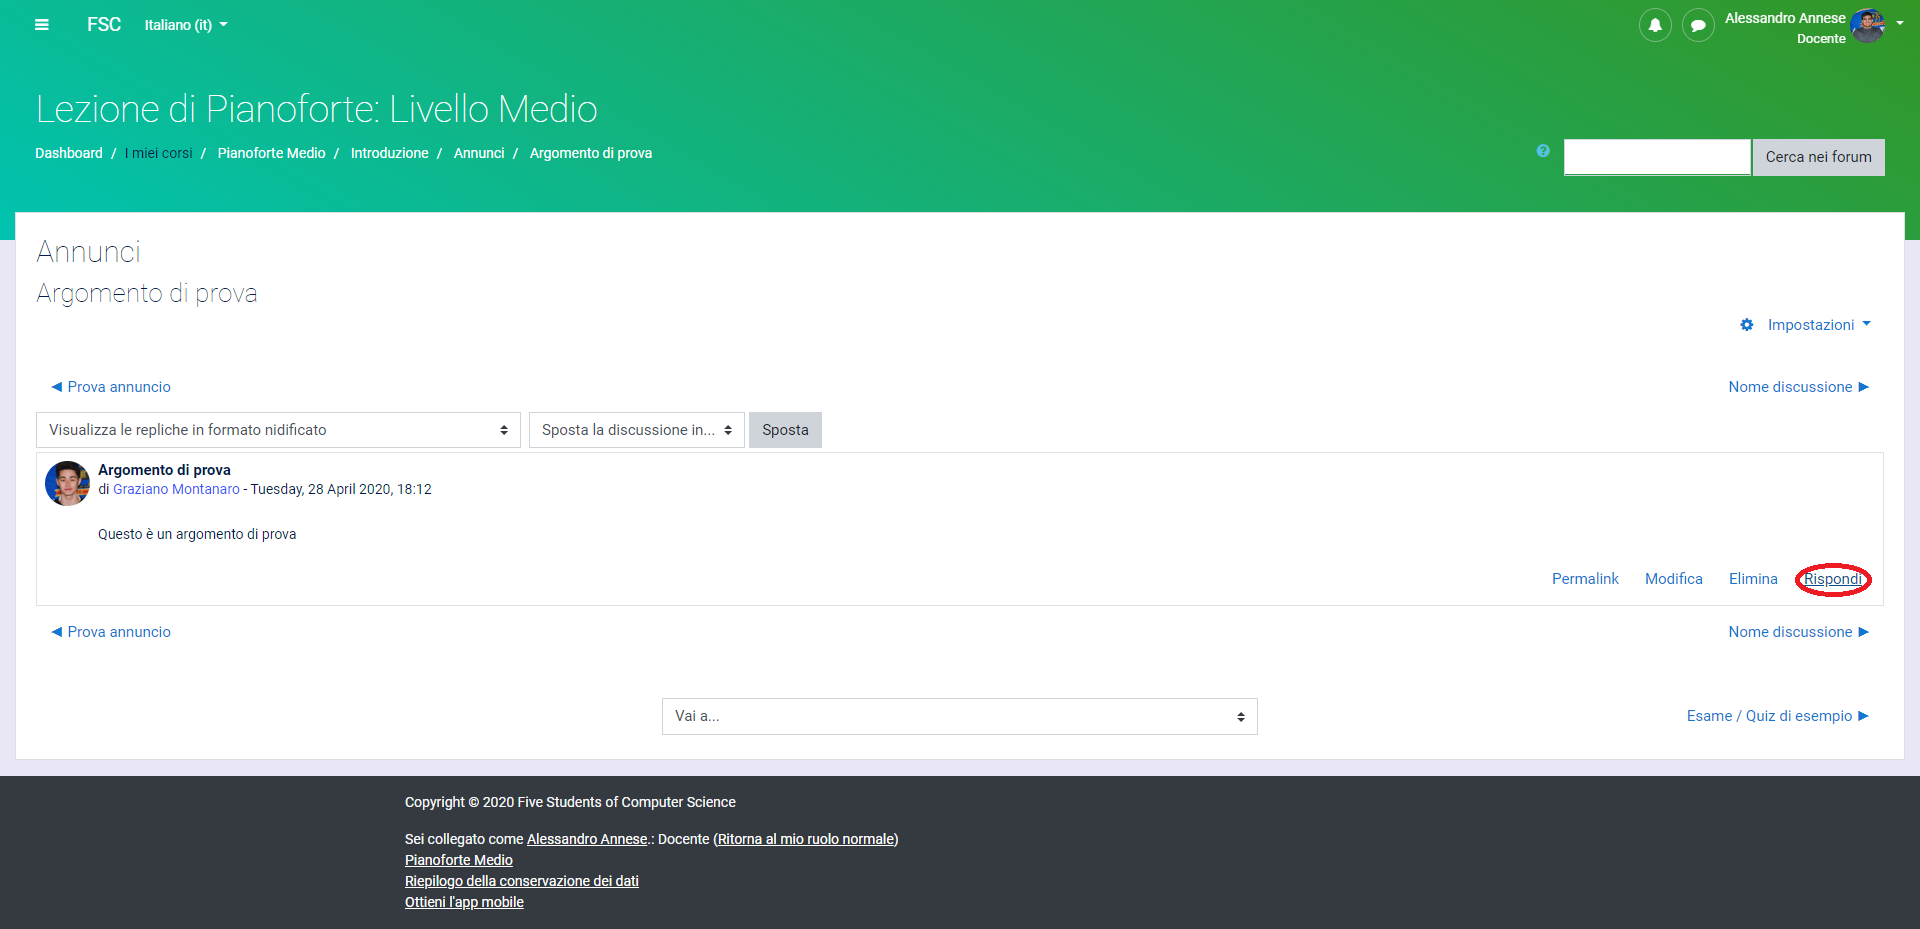 FSC Italiano (it)
Alessandro Annese
Docente
Lezione di Pianoforte: Livello Medio
Dashboard / I miei corsi / Pianoforte Medio / Introduzione / Annunci / Argomento di prova
Cerca nei forum
Annunci
Argomento di prova
Impostazioni
◀ Prova annuncio
Nome discussione ▶
Visualizza le repliche in formato nidificato
Sposta la discussione in...
Sposta
Argomento di prova
di Graziano Montanaro - Tuesday, 28 April 2020, 18:12
Questo è un argomento di prova
Permalink Modifica Elimina Rispondi
◀ Prova annuncio
Nome discussione ▶
Vai a...
Esame / Quiz di esempio ▶
Copyright © 2020 Five Students of Computer Science
Sei collegato come Alessandro Annese.: Docente (Ritorna al mio ruolo normale)
Pianoforte Medio
Riepilogo della conservazione dei dati
Ottieni l'app mobile